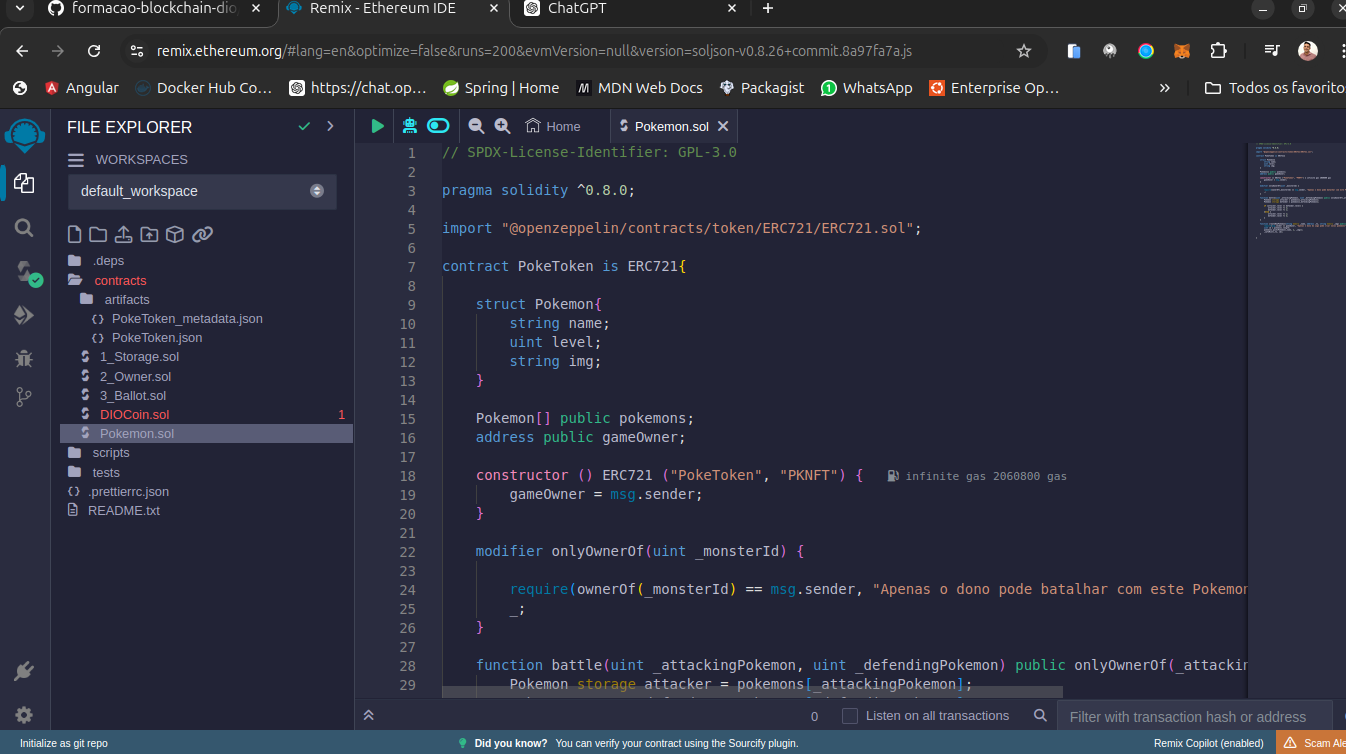 formacao-blockchain-dio
Remix - Ethereum IDE
ChatGPT
remix.ethereum.org/#lang=en&optimize=false&runs=200&evmVersion=null&version=soljson-v0.8.26+commit.8a97fa7a.js
Angular
Docker Hub Co...
https://chat.op...
Spring | Home
MDN Web Docs
Packagist
WhatsApp
Enterprise Op...
Todos os favorito
FILE EXPLORER
WORKSPACES
default_workspace
.deps
contracts
artifacts
PokeToken_metadata.json
PokeToken.json
1_Storage.sol
2_Owner.sol
3_Ballot.sol
DIOCoin.sol 1
Pokemon.sol
scripts
tests
.prettierrc.json
README.txt
Home
Pokemon.sol
1 // SPDX-License-Identifier: GPL-3.0
2
3 pragma solidity ^0.8.0;
4
5 import "@openzeppelin/contracts/token/ERC721/ERC721.sol";
6
7 contract PokeToken is ERC721{
8
9 struct Pokemon{
10 string name;
11 uint level;
12 string img;
13 }
14
15 Pokemon[] public pokemons;
16 address public gameOwner;
17
18 constructor () ERC721 ("PokeToken", "PKNFT") { infinite gas 2060800 gas
19 gameOwner = msg.sender;
20 }
21
22 modifier onlyOwnerOf(uint _monsterId) {
23
24 require(ownerOf(_monsterId) == msg.sender, "Apenas o dono pode batalhar com este Pokemon
25 _;
26 }
27
28 function battle(uint _attackingPokemon, uint _defendingPokemon) public onlyOwnerOf(_attackin
29 Pokemon storage attacker = pokemons[_attackingPokemon];
0
Listen on all transactions
Filter with transaction hash or address
Initialize as git repo
Did you know? You can verify your contract using the Sourcify plugin.
Remix Copilot (enabled)
Scam Ale